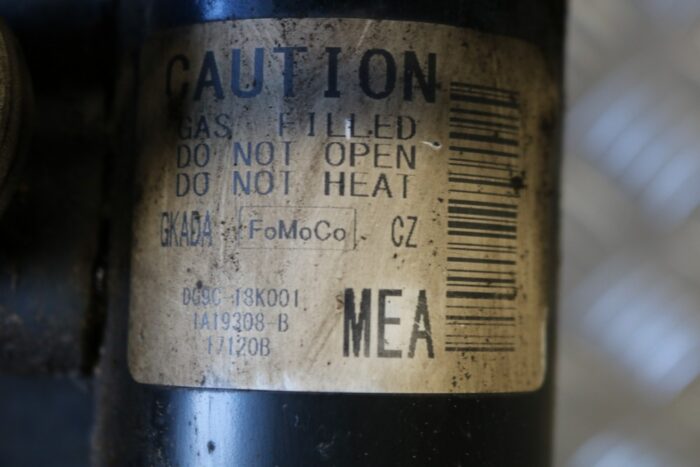 CAUTION
GAS FILLED
DO NOT OPEN
DO NOT HEAT
GKADA FoMoCo CZ
DG9C-18K001
1A19308-B
17120B
MEA